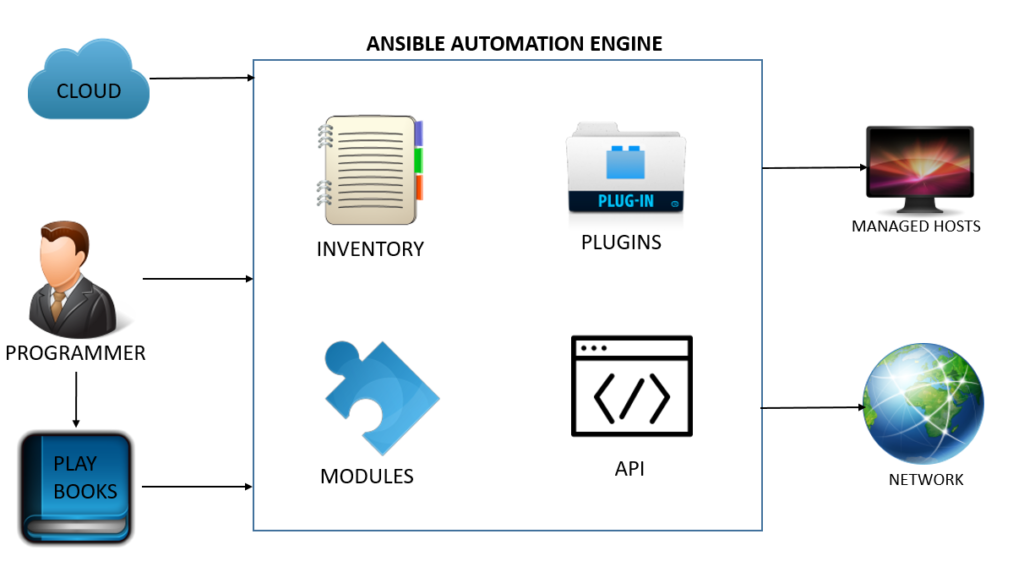 ANSIBLE AUTOMATION ENGINE
CLOUD
PROGRAMMER
PLAY
BOOKS
INVENTORY
PLUG-IN
PLUGINS
MODULES
</>
API
MANAGED HOSTS
NETWORK